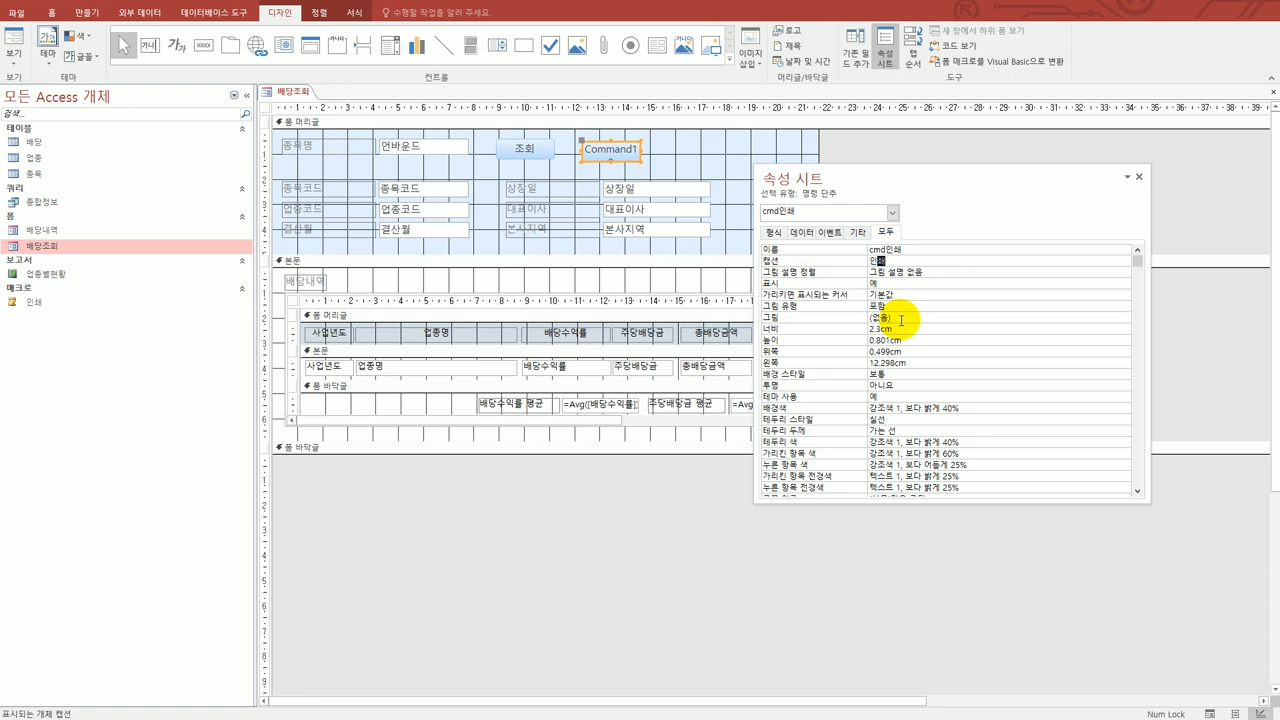 파일 홈 만들기 외부 데이터 데이터베이스 도구 디자인 정렬 서식 수행할 작업을 알려 주세요.
보기 테마 색 글꼴 이미지 삽입 로고 제목 날짜 및 시간 기존 필드 추가 속성 시트 탭 순서 새 창에서 하위 폼 보기 코드 보기 폼 매크로를 Visual Basic으로 변환
보기 테마 컨트롤 머리글/바닥글 도구
모든 Access 개체
검색...
테이블
배당
업종
종목
쿼리
종합정보
폼
배당내역
배당조회
보고서
업종별현황
매크로
인쇄
배당조회
폼 머리글
종목명 언바운드 조회 Command1
종목코드 종목코드 상장일 상장일
업종코드 업종코드 대표이사 대표이사
결산월 결산월 본사지역 본사지역
본문
배당내역
폼 머리글
사업년도 업종명 배당수익률 주당배당금 총배당금액
본문
사업년도 업종명 배당수익률 주당배당금 총배당금액
폼 바닥글
배당수익률 평균 =Avg([배당수익률]) 주당배당금 평균 =Avg
폼 바닥글
속성 시트
선택 유형: 명령 단추
cmd인쇄
형식 데이터 이벤트 기타 모두
이름 cmd인쇄
캡션 인쇄
그림 설명 정렬 그림 설명 없음
표시 예
가리키면 표시되는 커서 기본값
그림 유형 포함
그림 (없음)
너비 2.3cm
높이 0.801cm
위쪽 0.499cm
왼쪽 12.298cm
배경 스타일 보통
투명 아니요
테마 사용 예
배경색 강조색 1, 보다 밝게 40%
테두리 스타일 실선
테두리 두께 가는 선
테두리 색 강조색 1, 보다 밝게 40%
가리킨 항목 색 강조색 1, 보다 밝게 60%
누른 항목 색 강조색 1, 보다 어둡게 25%
가리킨 항목 전경색 텍스트 1, 보다 밝게 25%
누른 항목 전경색 텍스트 1, 보다 밝게 25%
표시되는 개체 캡션 Num Lock